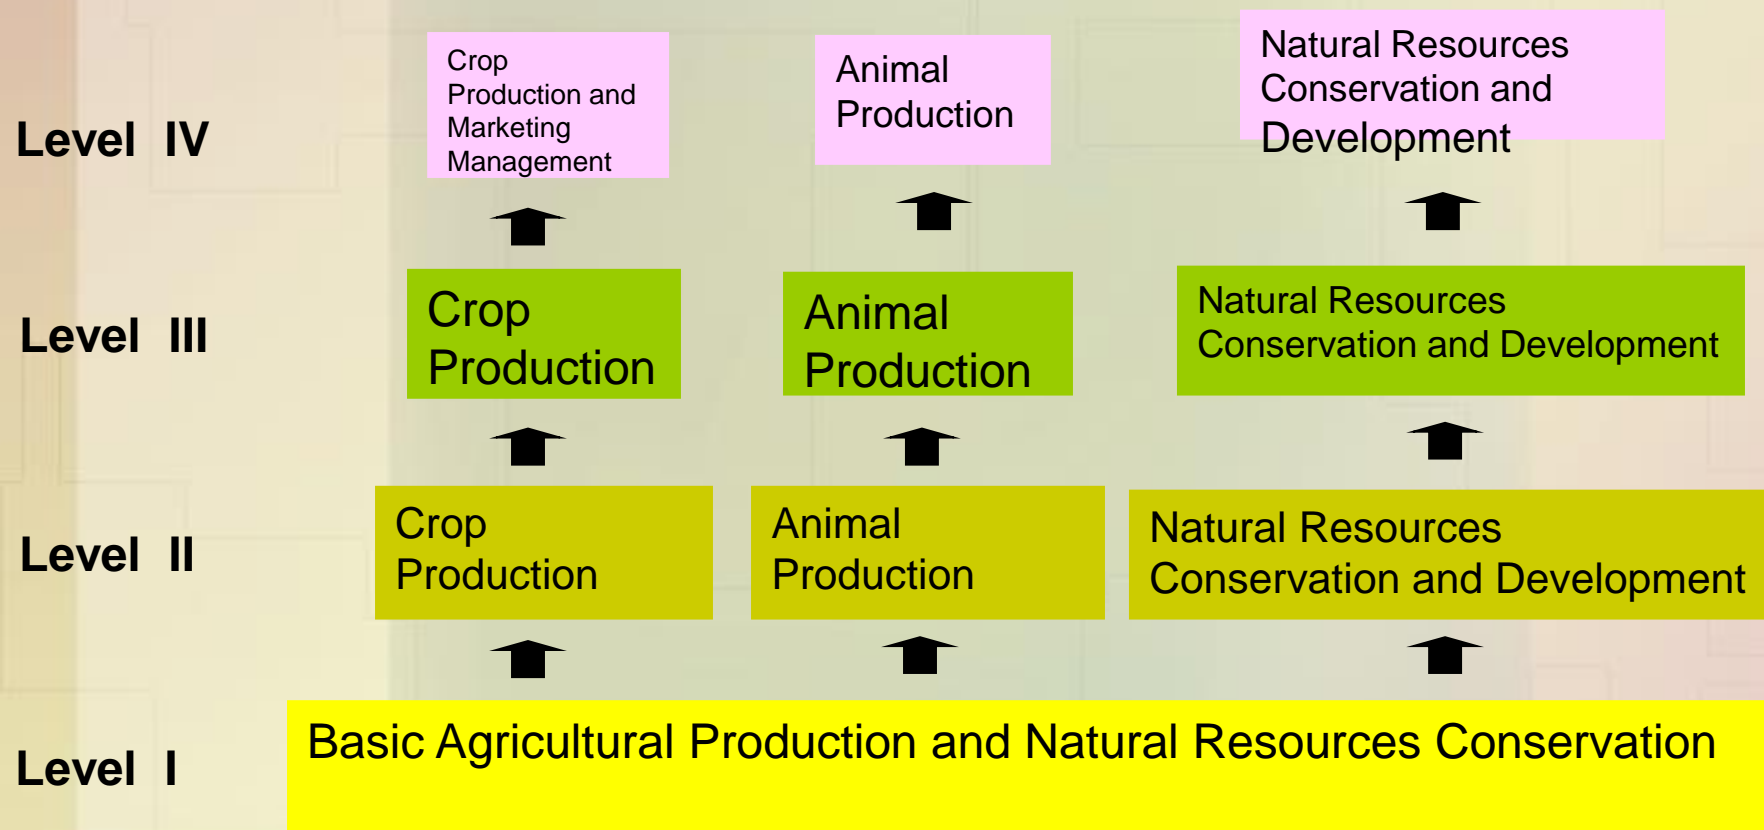 Level IV
Crop
Production and
Marketing
Management
Animal
Production
Natural Resources
Conservation and
Development
Level III
Crop
Production
Animal
Production
Natural Resources
Conservation and Development
Level II
Crop
Production
Animal
Production
Natural Resources
Conservation and Development
Level I
Basic Agricultural Production and Natural Resources Conservation